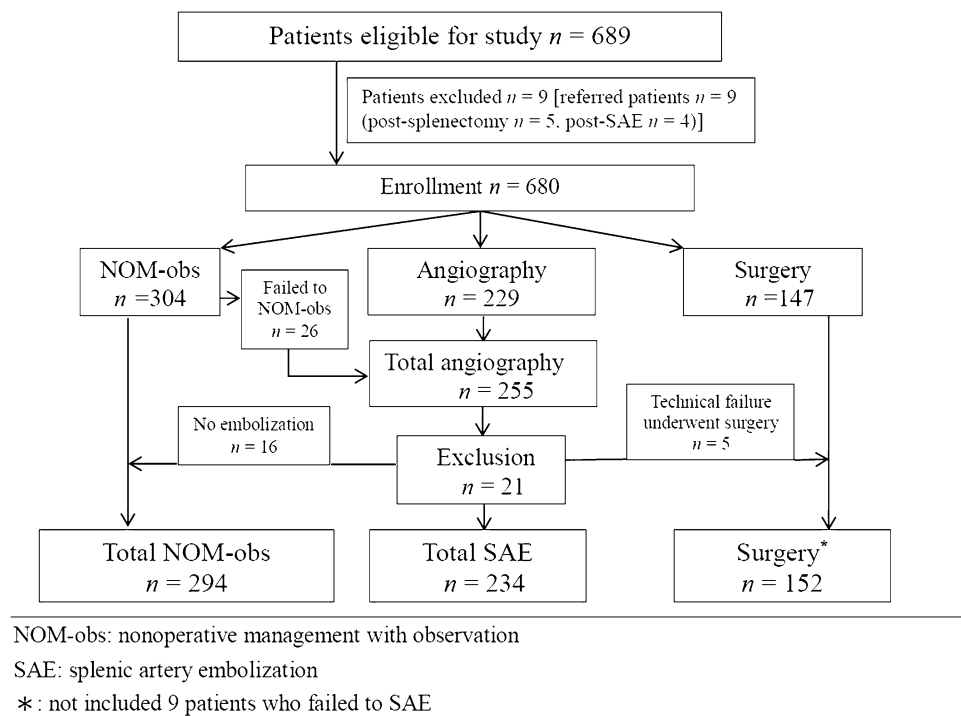 Patients eligible for study n = 689
Patients excluded n = 9 [referred patients n = 9
(post-splenectomy n = 5, post-SAE n = 4)]
Enrollment n = 680
NOM-obs
n =304
Failed to
NOM-obs
n = 26
Angiography
n = 229
Surgery
n =147
Total angiography
n = 255
No embolization
n = 16
Exclusion
n = 21
Technical failure
underwent surgery
n = 5
Total NOM-obs
n = 294
Total SAE
n = 234
Surgery*
n = 152
NOM-obs: nonoperative management with observation
SAE: splenic artery embolization
*: not included 9 patients who failed to SAE